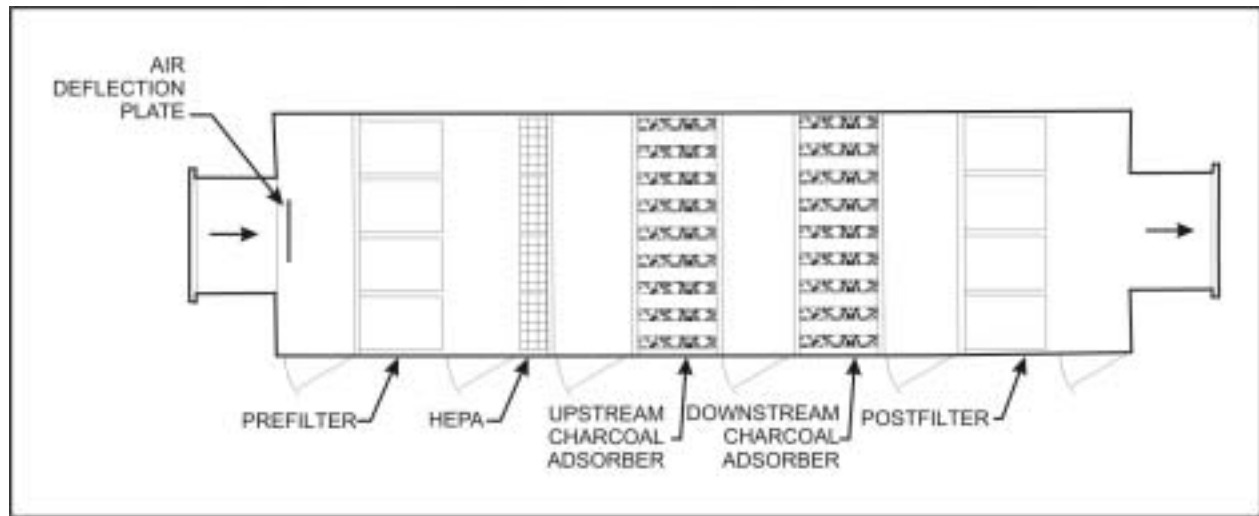 AIR
DEFLECTION
PLATE
PREFILTER
HEPA
UPSTREAM
CHARCOAL
ADSORBER
DOWNSTREAM
CHARCOAL
ADSORBER
POSTFILTER